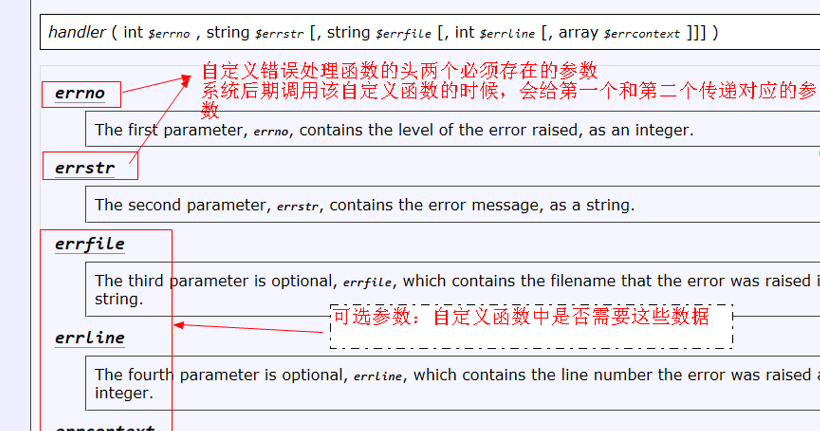 handler ( int $errno , string $errstr [, string $errfile [, int $errline [, array $errcontext ]]] )
自定义错误处理函数的头两个必须存在的参数
errno
系统后期调用该自定义函数的时候，会给第一个和第二个传递对应的参
数
The first parameter, errno, contains the level of the error raised, as an integer.
errstr
The second parameter, errstr, contains the error message, as a string.
errfile
The third parameter is optional, errfile, which contains the filename that the error was raised
string.
可选参数：自定义函数中是否需要这些数据
errline
The fourth parameter is optional, errline, which contains the line number the error was raised
integer.
errcontext